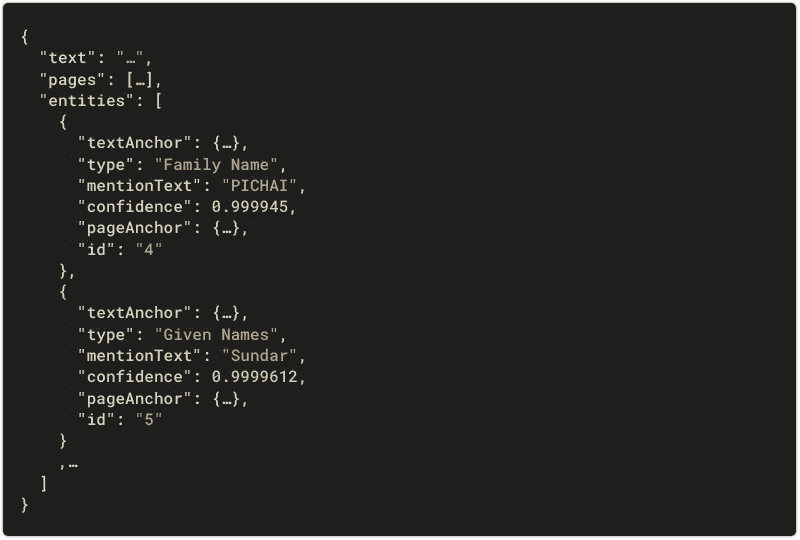 {
  "text": "…",
  "pages": […],
  "entities": [
    {
      "textAnchor": {…},
      "type": "Family Name",
      "mentionText": "PICHAI",
      "confidence": 0.999945,
      "pageAnchor": {…},
      "id": "4"
    },
    {
      "textAnchor": {…},
      "type": "Given Names",
      "mentionText": "Sundar",
      "confidence": 0.9999612,
      "pageAnchor": {…},
      "id": "5"
    }
    ,…
  ]
}